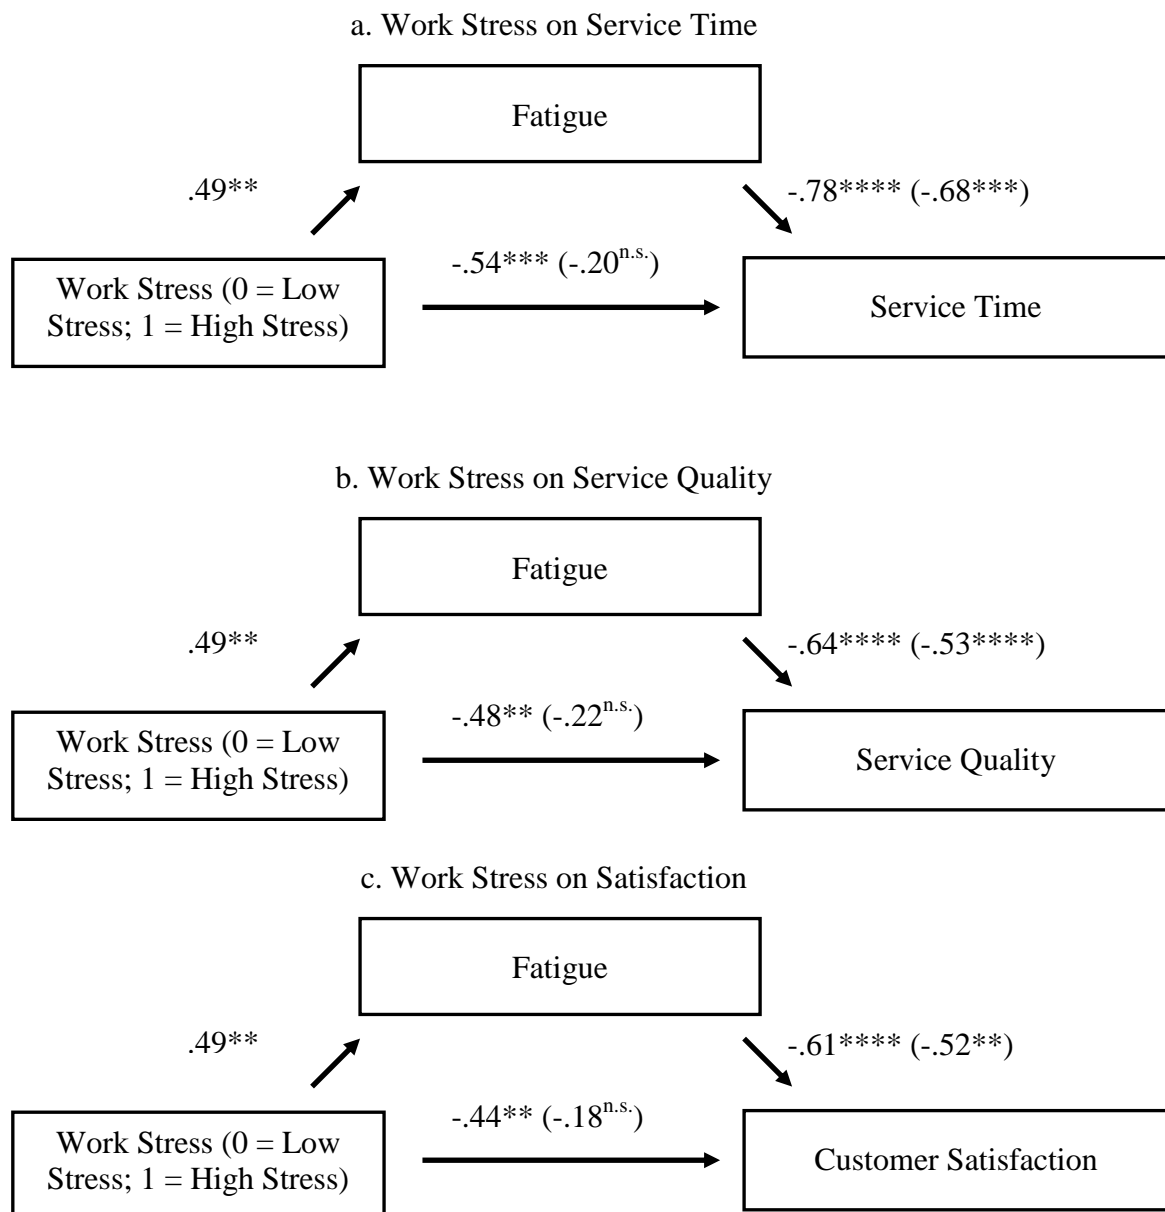 a. Work Stress on Service Time
Fatigue
.49**
-.78**** (-.68***)
-.54*** (-.20n.s.)
Work Stress (0 = Low
Stress; 1 = High Stress)
Service Time
b. Work Stress on Service Quality
Fatigue
.49**
-.64**** (-.53****)
-.48** (-.22n.s.)
Work Stress (0 = Low
Stress; 1 = High Stress)
Service Quality
c. Work Stress on Satisfaction
Fatigue
.49**
-.61**** (-.52**)
-.44** (-.18n.s.)
Work Stress (0 = Low
Stress; 1 = High Stress)
Customer Satisfaction